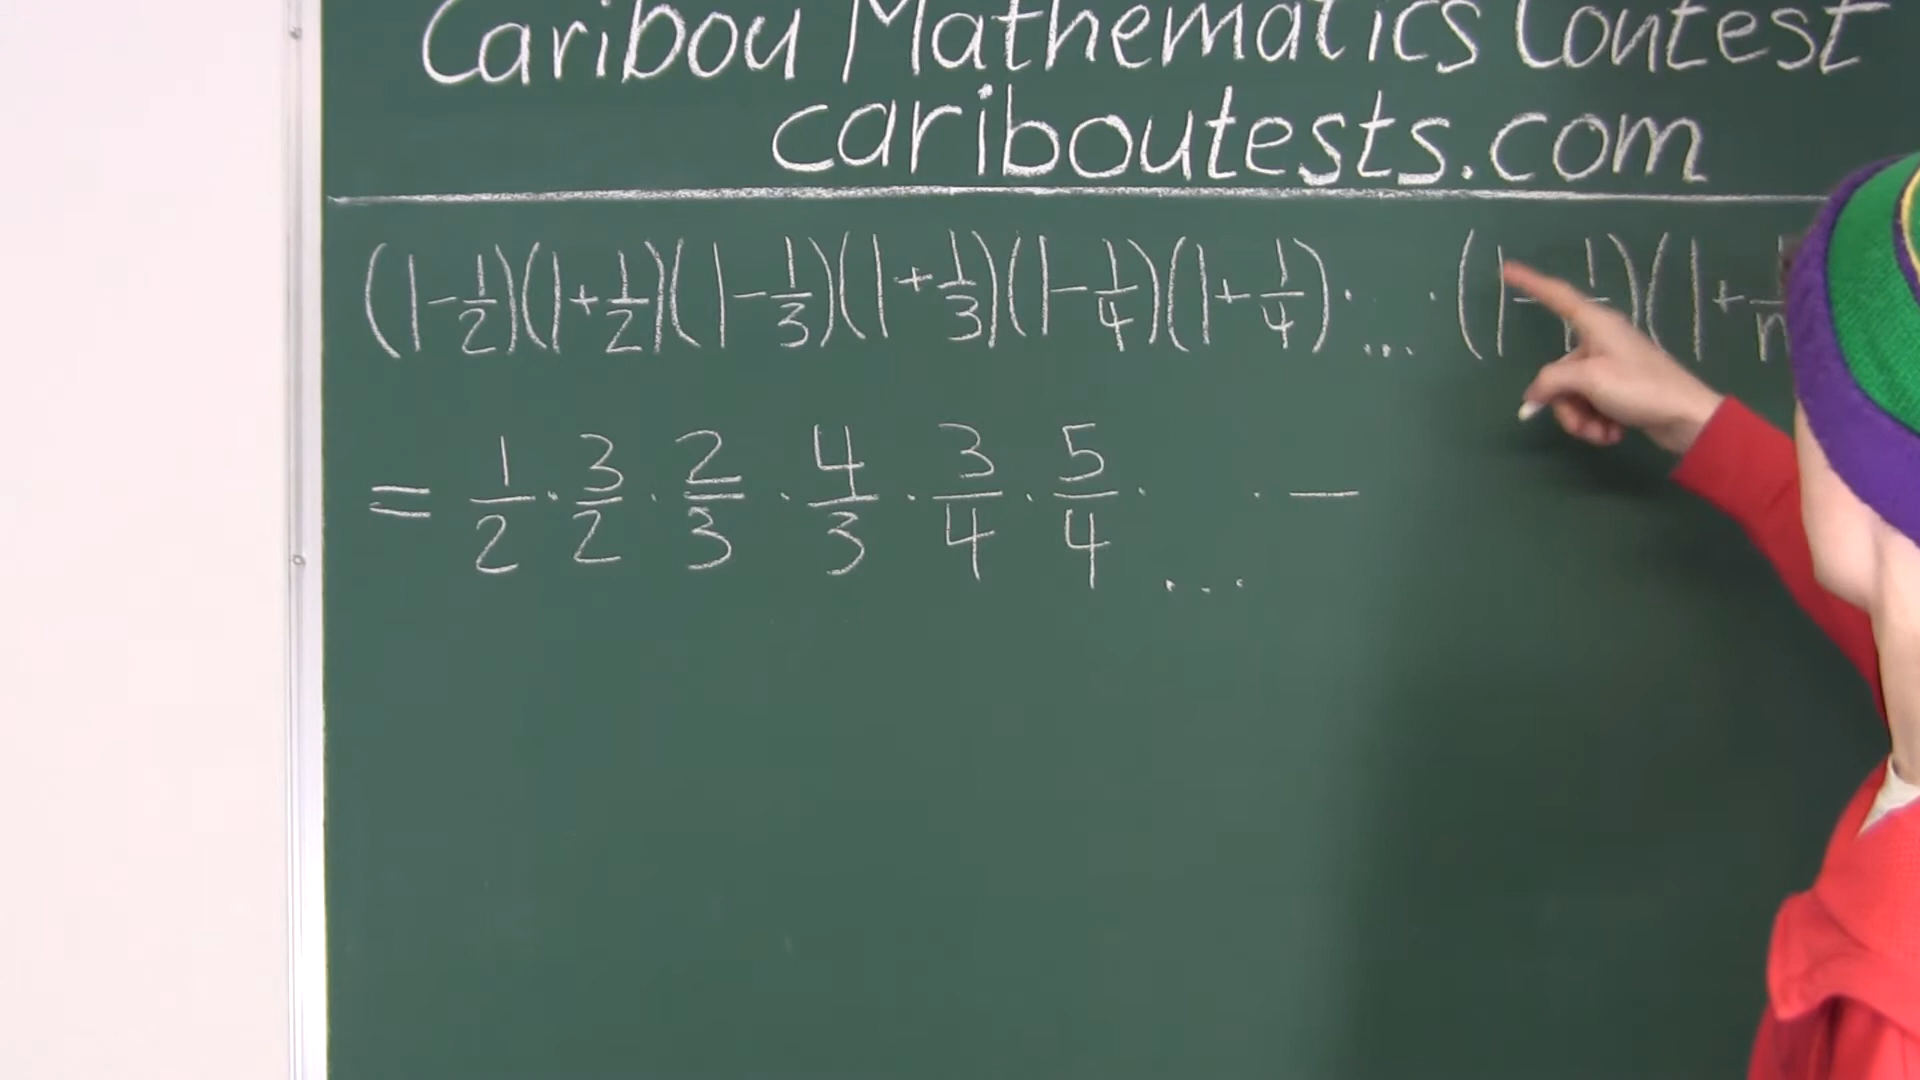 Caribou Mathematics Contest
cariboutests.com
(1-1/2)(1+1/2)(1-1/3)(1+1/3)(1-1/4)(1+1/4)· ... ·(1-1/n)(1+1/n
= 1/2 · 3/2 · 2/3 · 4/3 · 3/4 · 5/4 · ... · —